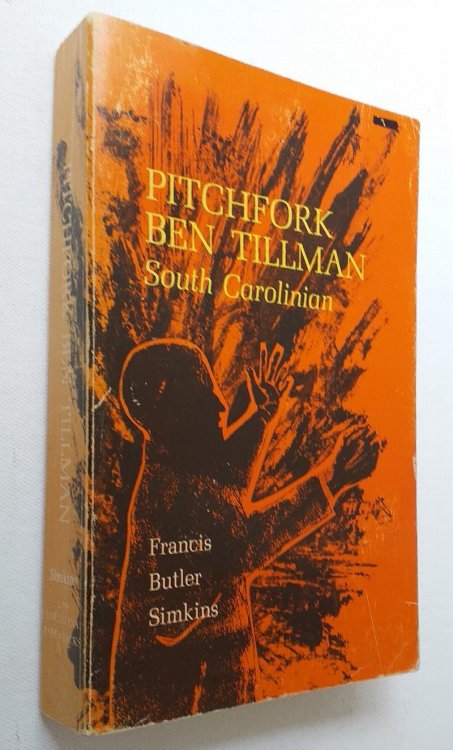 PITCHFORK
BEN TILLMAN
South Carolinian
Francis
Butler
Simkins
PITCHFORK BEN TILLMAN
Simkins